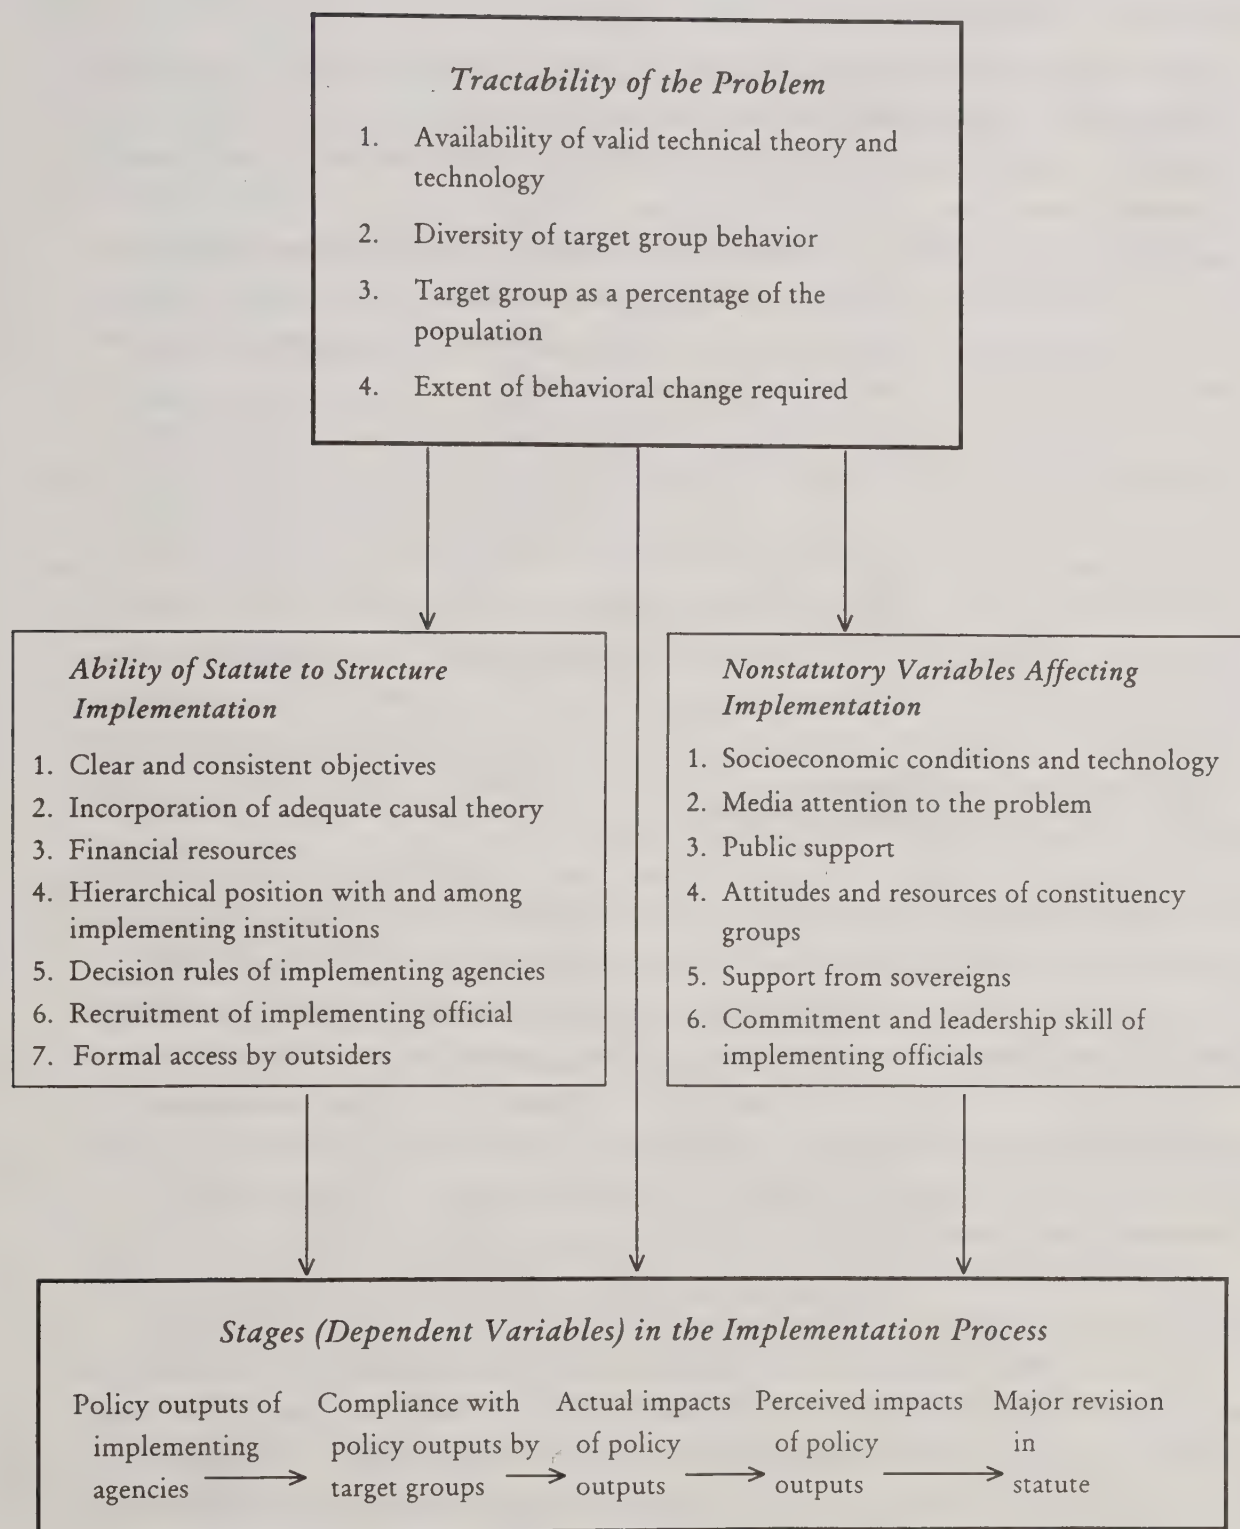 Tractability of the Problem
1. Availability of valid technical theory and
technology
2. Diversity of target group behavior
3. Target group as a percentage of the
population
4. Extent of behavioral change required
Ability of Statute to Structure
Implementation
1. Clear and consistent objectives
2. Incorporation of adequate causal theory
3. Financial resources
4. Hierarchical position with and among
implementing institutions
5. Decision rules of implementing agencies
6. Recruitment of implementing official
7. Formal access by outsiders
Nonstatutory Variables Affecting
Implementation
1. Socioeconomic conditions and technology
2. Media attention to the problem
3. Public support
4. Attitudes and resources of constituency
groups
5. Support from sovereigns
6. Commitment and leadership skill of
implementing officials
Stages (Dependent Variables) in the Implementation Process
Policy outputs of
implementing
agencies
Compliance with
policy outputs by
target groups
Actual impacts
of policy
outputs
Perceived impacts
of policy
outputs
Major revision
in
statute